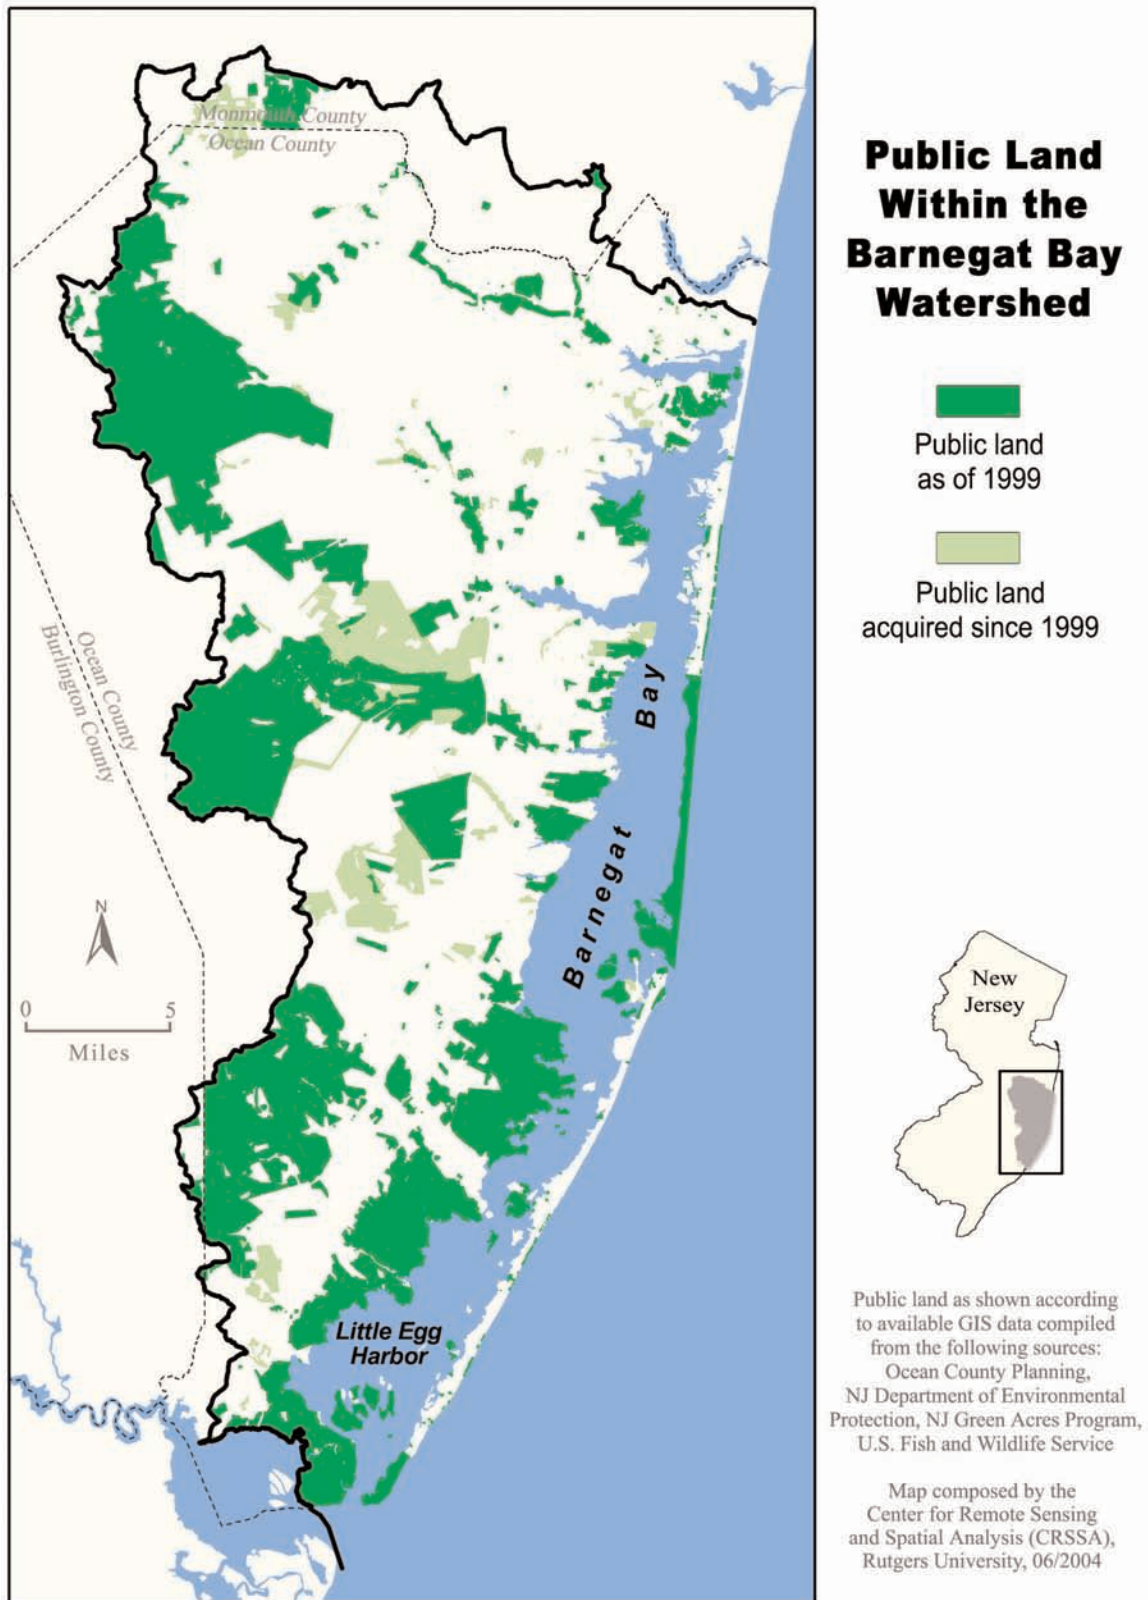 Public Land
Within the
Barnegat Bay
Watershed
Public land
as of 1999
Public land
acquired since 1999
Monmouth County
Ocean County
Ocean County
Burlington County
Barnegat Bay
Little Egg
Harbor
N
0 5
Miles
New
Jersey
Public land as shown according
to available GIS data compiled
from the following sources:
Ocean County Planning,
NJ Department of Environmental
Protection, NJ Green Acres Program,
U.S. Fish and Wildlife Service
Map composed by the
Center for Remote Sensing
and Spatial Analysis (CRSSA),
Rutgers University, 06/2004